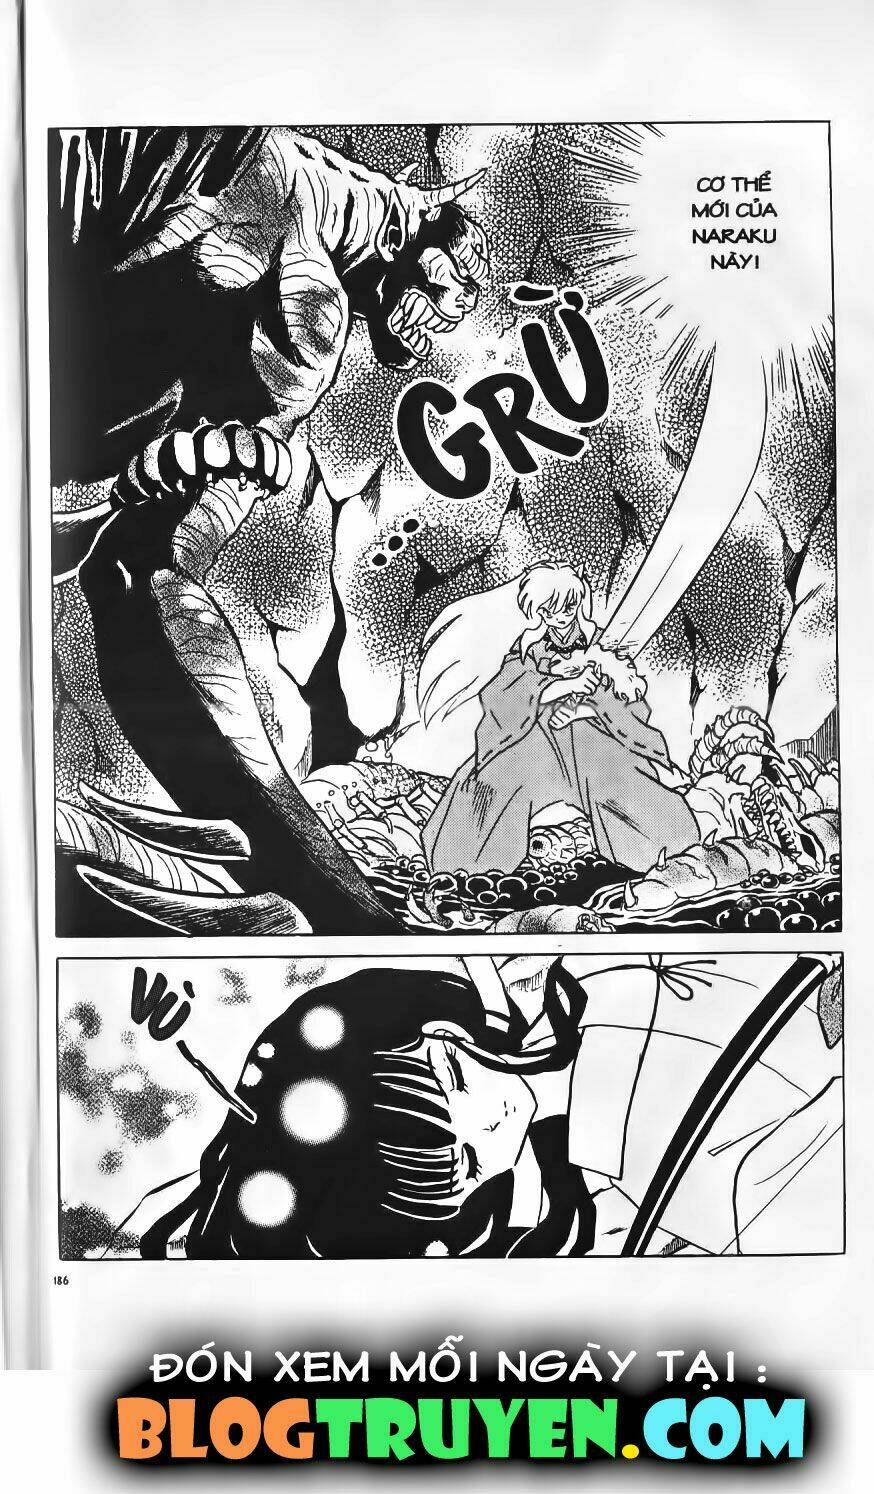 CƠ THỂ
MỚI CỦA
NARAKU
NÀY!
GRỪ
...
VÙ
186
ĐÓN XEM MỖI NGÀY TẠI :
BLOGTRUYEN.COM